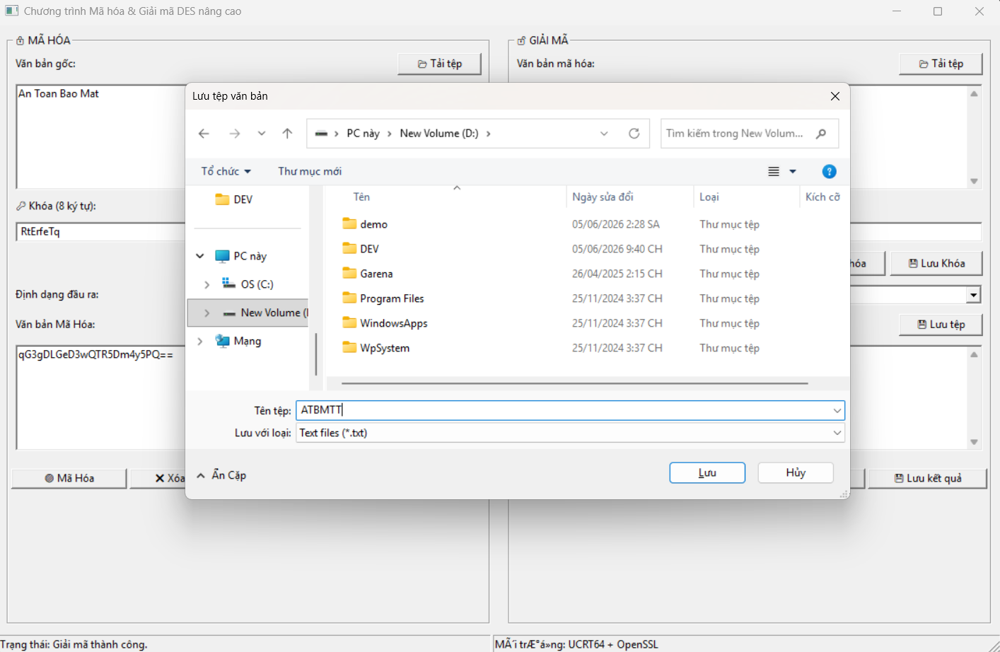 Chương trình Mã hóa & Giải mã DES nâng cao
MÃ HÓA
Văn bản gốc:
Tải tệp
An Toan Bao Mat
Khóa (8 ký tự):
RtErfeTq
Định dạng đầu ra:
Văn bản Mã Hóa:
qG3gDLGeD3wQTR5Dm4y5PQ==
Mã Hóa
Xóa
GIẢI MÃ
Văn bản mã hóa:
Tải tệp
hóa
Lưu Khóa
Lưu tệp
Lưu kết quả
Lưu tệp văn bản
PC này > New Volume (D:) >
Tìm kiếm trong New Volum...
Tổ chức
Thư mục mới
DEV
PC này
OS (C:)
New Volume (
Mạng
Tên Ngày sửa đổi Loại Kích cỡ
demo 05/06/2026 2:28 SA Thư mục tệp
DEV 05/06/2026 9:40 CH Thư mục tệp
Garena 26/04/2025 2:15 CH Thư mục tệp
Program Files 25/11/2024 3:37 CH Thư mục tệp
WindowsApps 25/11/2024 3:37 CH Thư mục tệp
WpSystem 25/11/2024 3:37 CH Thư mục tệp
Tên tệp: ATBMTT
Lưu với loại: Text files (*.txt)
Ẩn Cặp
Lưu
Hủy
Trạng thái: Giải mã thành công.
MÃ´i trÆ°á»ng: UCRT64 + OpenSSL